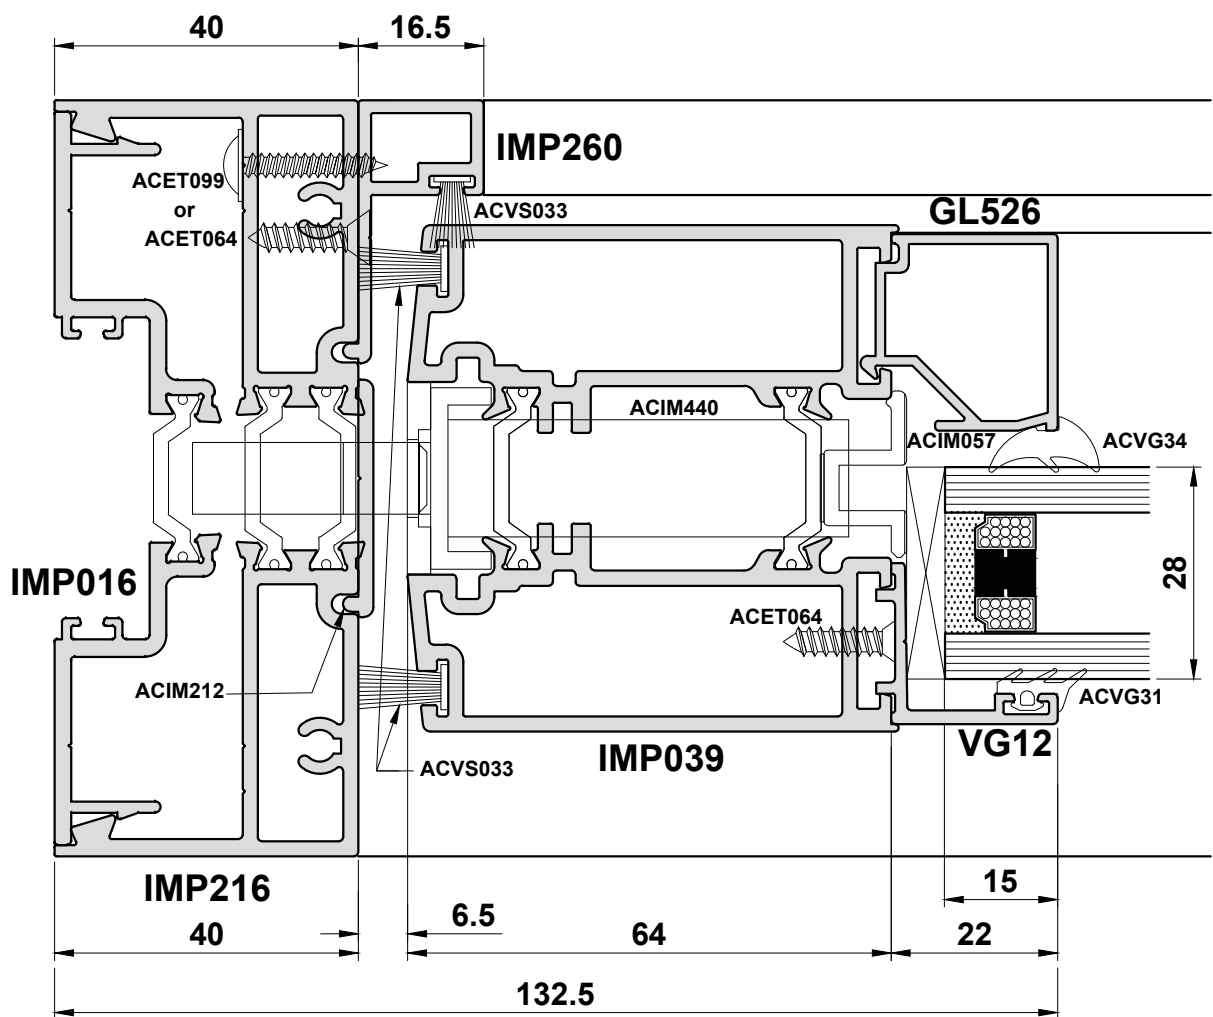 40
16.5
IMP260
ACET099
or
ACET064
ACVS033
GL526
ACIM440
ACIM057
ACVG34
IMP016
28
ACET064
ACIM212
ACVG31
IMP039
VG12
ACVS033
IMP216
15
6.5
40
64
22
132.5